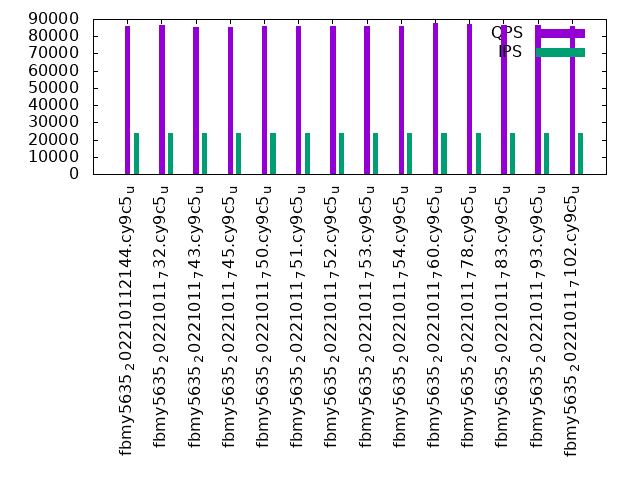 90000
80000
70000
60000
50000
40000
30000
20000
10000
0
QPS
IPS
fbmy5635₂02210112144.cy9c5ᵤ
fbmy5635₂0221011₇32.cy9c5ᵤ
fbmy5635₂0221011₇43.cy9c5ᵤ
fbmy5635₂0221011₇45.cy9c5ᵤ
fbmy5635₂0221011₇50.cy9c5ᵤ
fbmy5635₂0221011₇51.cy9c5ᵤ
fbmy5635₂0221011₇52.cy9c5ᵤ
fbmy5635₂0221011₇53.cy9c5ᵤ
fbmy5635₂0221011₇54.cy9c5ᵤ
fbmy5635₂0221011₇60.cy9c5ᵤ
fbmy5635₂0221011₇78.cy9c5ᵤ
fbmy5635₂0221011₇83.cy9c5ᵤ
fbmy5635₂0221011₇93.cy9c5ᵤ
fbmy5635₂0221011₇102.cy9c5ᵤ